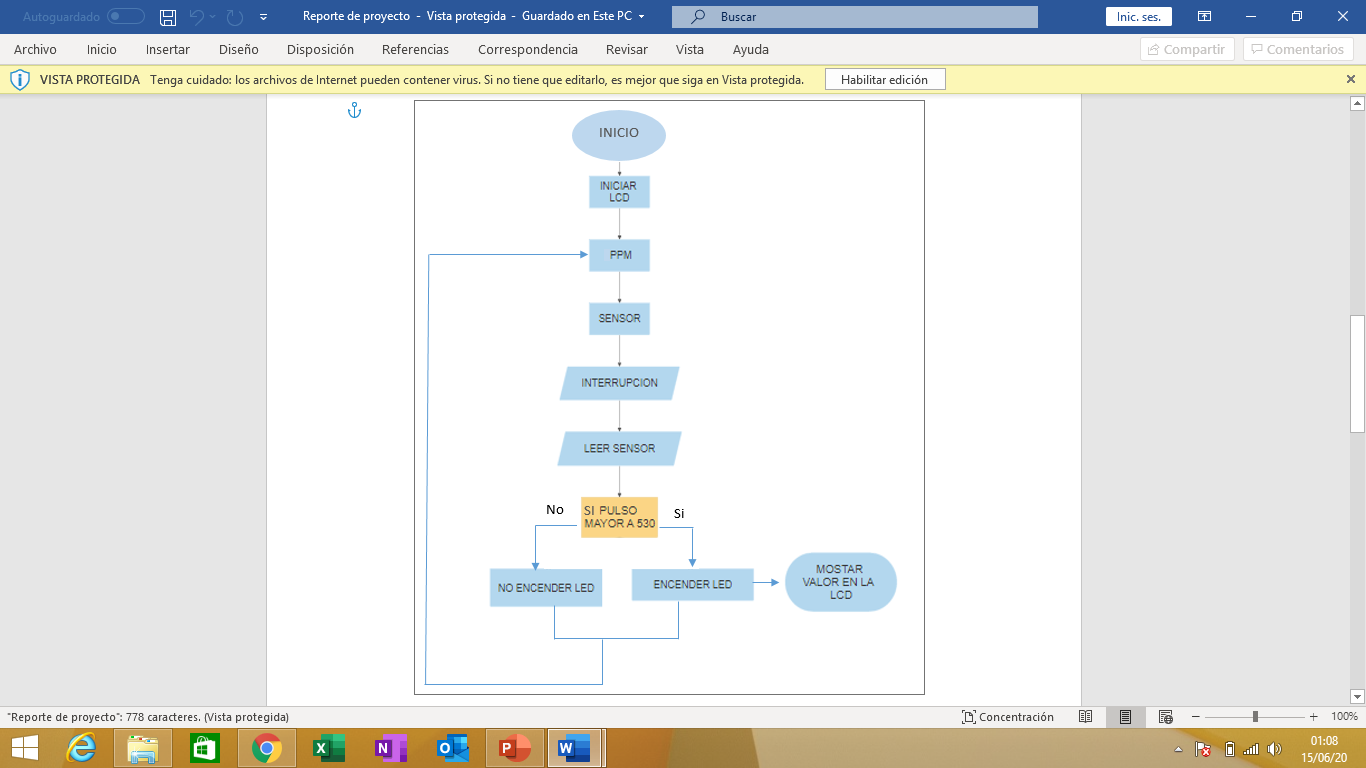 Autoguardado
Reporte de proyecto - Vista protegida - Guardado en Este PC
Buscar
Inic. ses.
Archivo Inicio Insertar Diseño Disposición Referencias Correspondencia Revisar Vista Ayuda
Compartir Comentarios
VISTA PROTEGIDA Tenga cuidado: los archivos de Internet pueden contener virus. Si no tiene que editarlo, es mejor que siga en Vista protegida. Habilitar edición
INICIO
INICIAR
LCD
PPM
SENSOR
INTERRUPCION
LEER SENSOR
No
SI PULSO
MAYOR A 530
Si
NO ENCENDER LED
ENCENDER LED
MOSTAR
VALOR EN LA
LCD
"Reporte de proyecto": 778 caracteres. (Vista protegida)
Concentración
100%
01:08
15/06/20